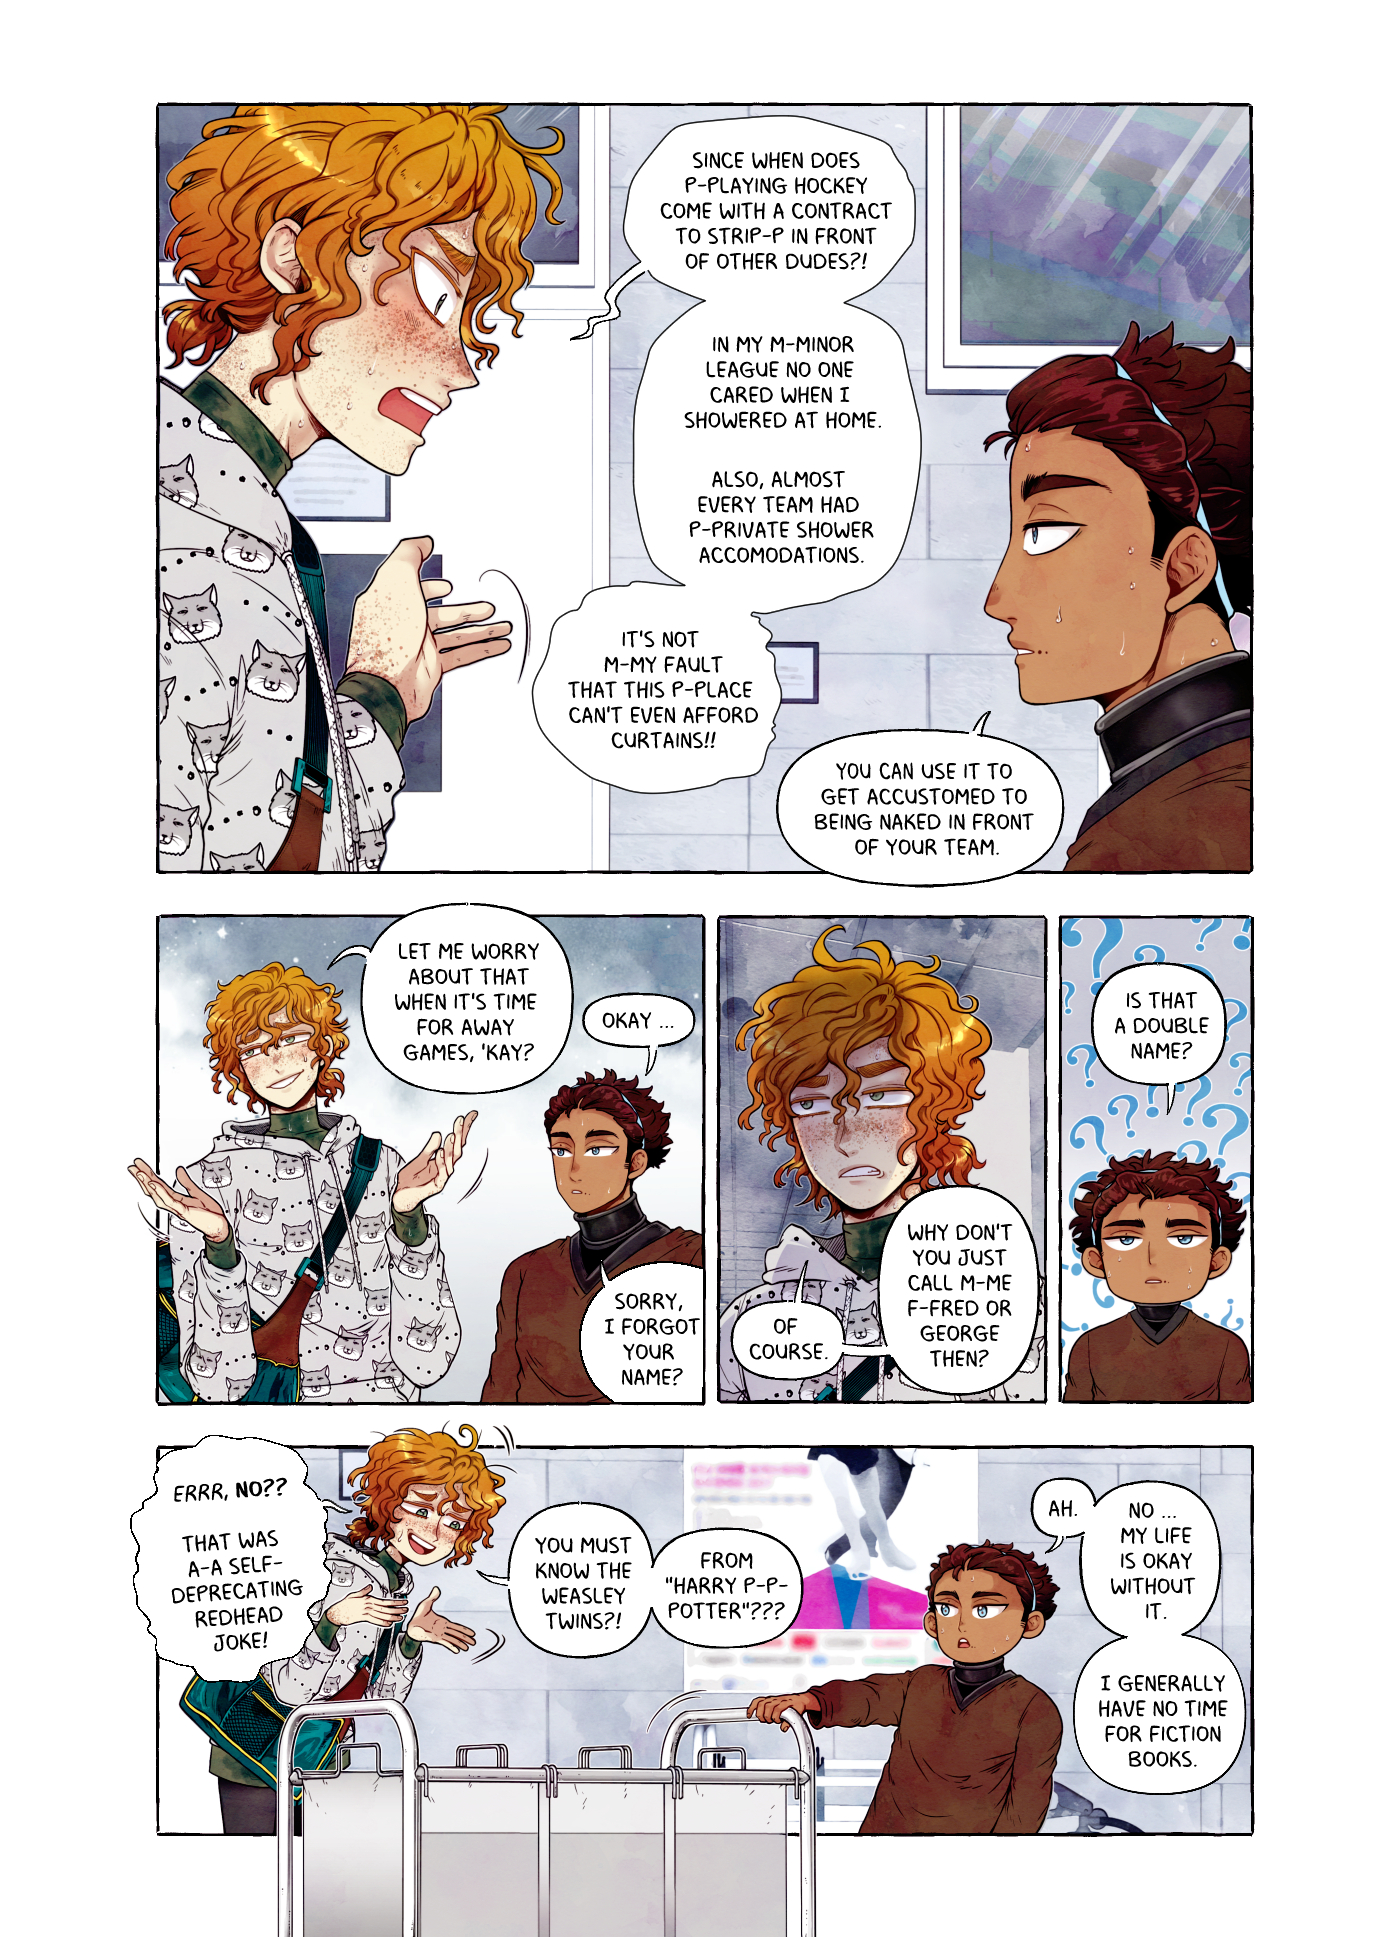 SINCE WHEN DOES
P-PLAYING HOCKEY
COME WITH A CONTRACT
TO STRIP-P IN FRONT
OF OTHER DUDES?!
IN MY M-MINOR
LEAGUE NO ONE
CARED WHEN I
SHOWERED AT HOME.
ALSO, ALMOST
EVERY TEAM HAD
P-PRIVATE SHOWER
ACCOMODATIONS.
IT'S NOT
M-MY FAULT
THAT THIS P-PLACE
CAN'T EVEN AFFORD
CURTAINS!!
YOU CAN USE IT TO
GET ACCUSTOMED TO
BEING NAKED IN FRONT
OF YOUR TEAM.
LET ME WORRY
ABOUT THAT
WHEN IT'S TIME
FOR AWAY
GAMES, 'KAY?
OKAY ...
SORRY,
I FORGOT
YOUR
NAME?
OF
COURSE.
WHY DON'T
YOU JUST
CALL M-ME
F-FRED OR
GEORGE
THEN?
IS THAT
A DOUBLE
NAME?
ERRR, NO??
THAT WAS
A-A SELF-
DEPRECATING
REDHEAD
JOKE!
YOU MUST
KNOW THE
WEASLEY
TWINS?!
FROM
"HARRY P-P-
POTTER"???
AH.
NO ...
MY LIFE
IS OKAY
WITHOUT
IT.
I GENERALLY
HAVE NO TIME
FOR FICTION
BOOKS.